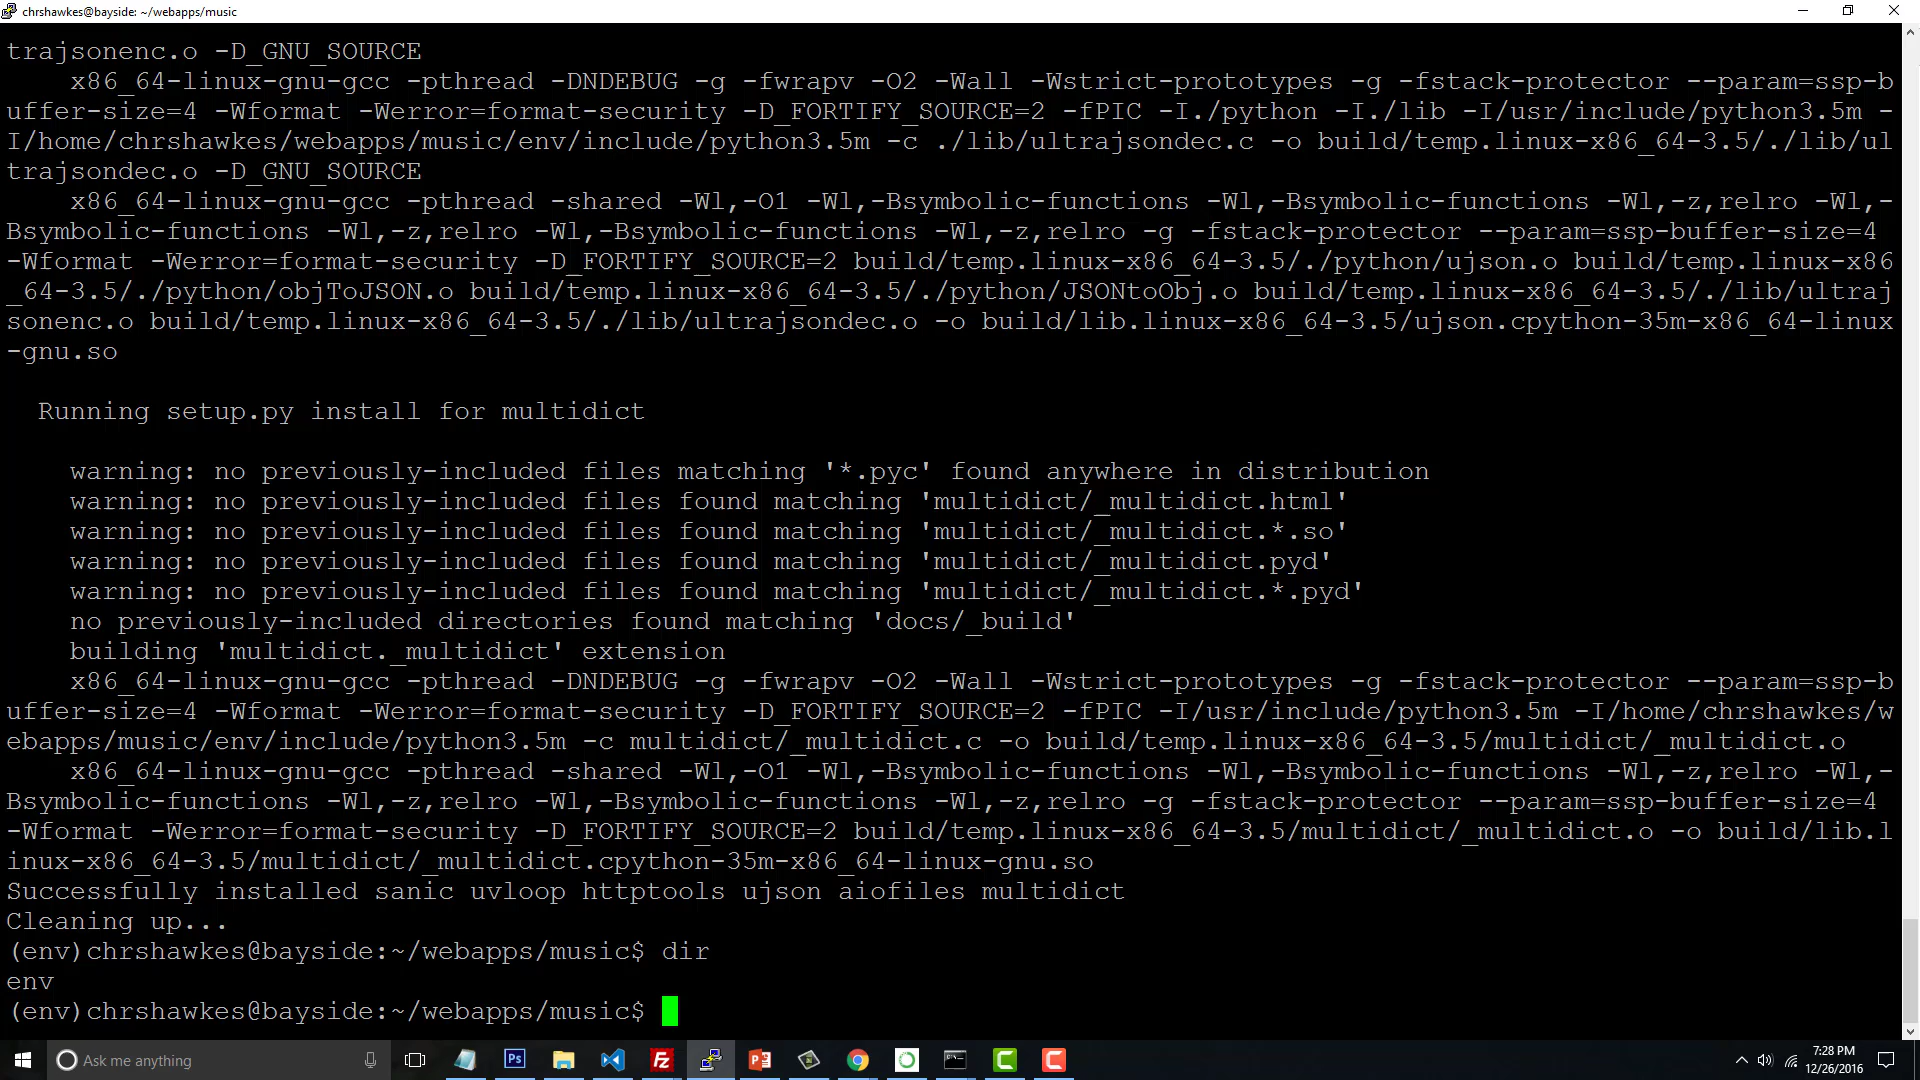 chrshawkes@bayside: ~/webapps/music
trajsonenc.o -D_GNU_SOURCE
x86_64-linux-gnu-gcc -pthread -DNDEBUG -g -fwrapv -O2 -Wall -Wstrict-prototypes -g -fstack-protector --param=ssp-b
uffer-size=4 -Wformat -Werror=format-security -D_FORTIFY_SOURCE=2 -fPIC -I./python -I./lib -I/usr/include/python3.5m -
I/home/chrshawkes/webapps/music/env/include/python3.5m -c ./lib/ultrajsondec.c -o build/temp.linux-x86_64-3.5/./lib/ul
trajsondec.o -D_GNU_SOURCE
x86_64-linux-gnu-gcc -pthread -shared -Wl,-O1 -Wl,-Bsymbolic-functions -Wl,-Bsymbolic-functions -Wl,-z,relro -Wl,-
Bsymbolic-functions -Wl,-z,relro -Wl,-Bsymbolic-functions -Wl,-z,relro -g -fstack-protector --param=ssp-buffer-size=4
-Wformat -Werror=format-security -D_FORTIFY_SOURCE=2 build/temp.linux-x86_64-3.5/./python/ujson.o build/temp.linux-x86
_64-3.5/./python/objToJSON.o build/temp.linux-x86_64-3.5/./python/JSONtoObj.o build/temp.linux-x86_64-3.5/./lib/ultraj
sonenc.o build/temp.linux-x86_64-3.5/./lib/ultrajsondec.o -o build/lib.linux-x86_64-3.5/ujson.cpython-35m-x86_64-linux
-gnu.so
Running setup.py install for multidict
warning: no previously-included files matching '*.pyc' found anywhere in distribution
warning: no previously-included files found matching 'multidict/_multidict.html'
warning: no previously-included files found matching 'multidict/_multidict.*.so'
warning: no previously-included files found matching 'multidict/_multidict.pyd'
warning: no previously-included files found matching 'multidict/_multidict.*.pyd'
no previously-included directories found matching 'docs/_build'
building 'multidict._multidict' extension
x86_64-linux-gnu-gcc -pthread -DNDEBUG -g -fwrapv -O2 -Wall -Wstrict-prototypes -g -fstack-protector --param=ssp-b
uffer-size=4 -Wformat -Werror=format-security -D_FORTIFY_SOURCE=2 -fPIC -I/usr/include/python3.5m -I/home/chrshawkes/w
ebapps/music/env/include/python3.5m -c multidict/_multidict.c -o build/temp.linux-x86_64-3.5/multidict/_multidict.o
x86_64-linux-gnu-gcc -pthread -shared -Wl,-O1 -Wl,-Bsymbolic-functions -Wl,-Bsymbolic-functions -Wl,-z,relro -Wl,-
Bsymbolic-functions -Wl,-z,relro -Wl,-Bsymbolic-functions -Wl,-z,relro -g -fstack-protector --param=ssp-buffer-size=4
-Wformat -Werror=format-security -D_FORTIFY_SOURCE=2 build/temp.linux-x86_64-3.5/multidict/_multidict.o -o build/lib.l
inux-x86_64-3.5/multidict/_multidict.cpython-35m-x86_64-linux-gnu.so
Successfully installed sanic uvloop httptools ujson aiofiles multidict
Cleaning up...
(env)chrshawkes@bayside:~/webapps/music$ dir
env
(env)chrshawkes@bayside:~/webapps/music$
Ask me anything
Ps
Fz
7:28 PM
12/26/2016